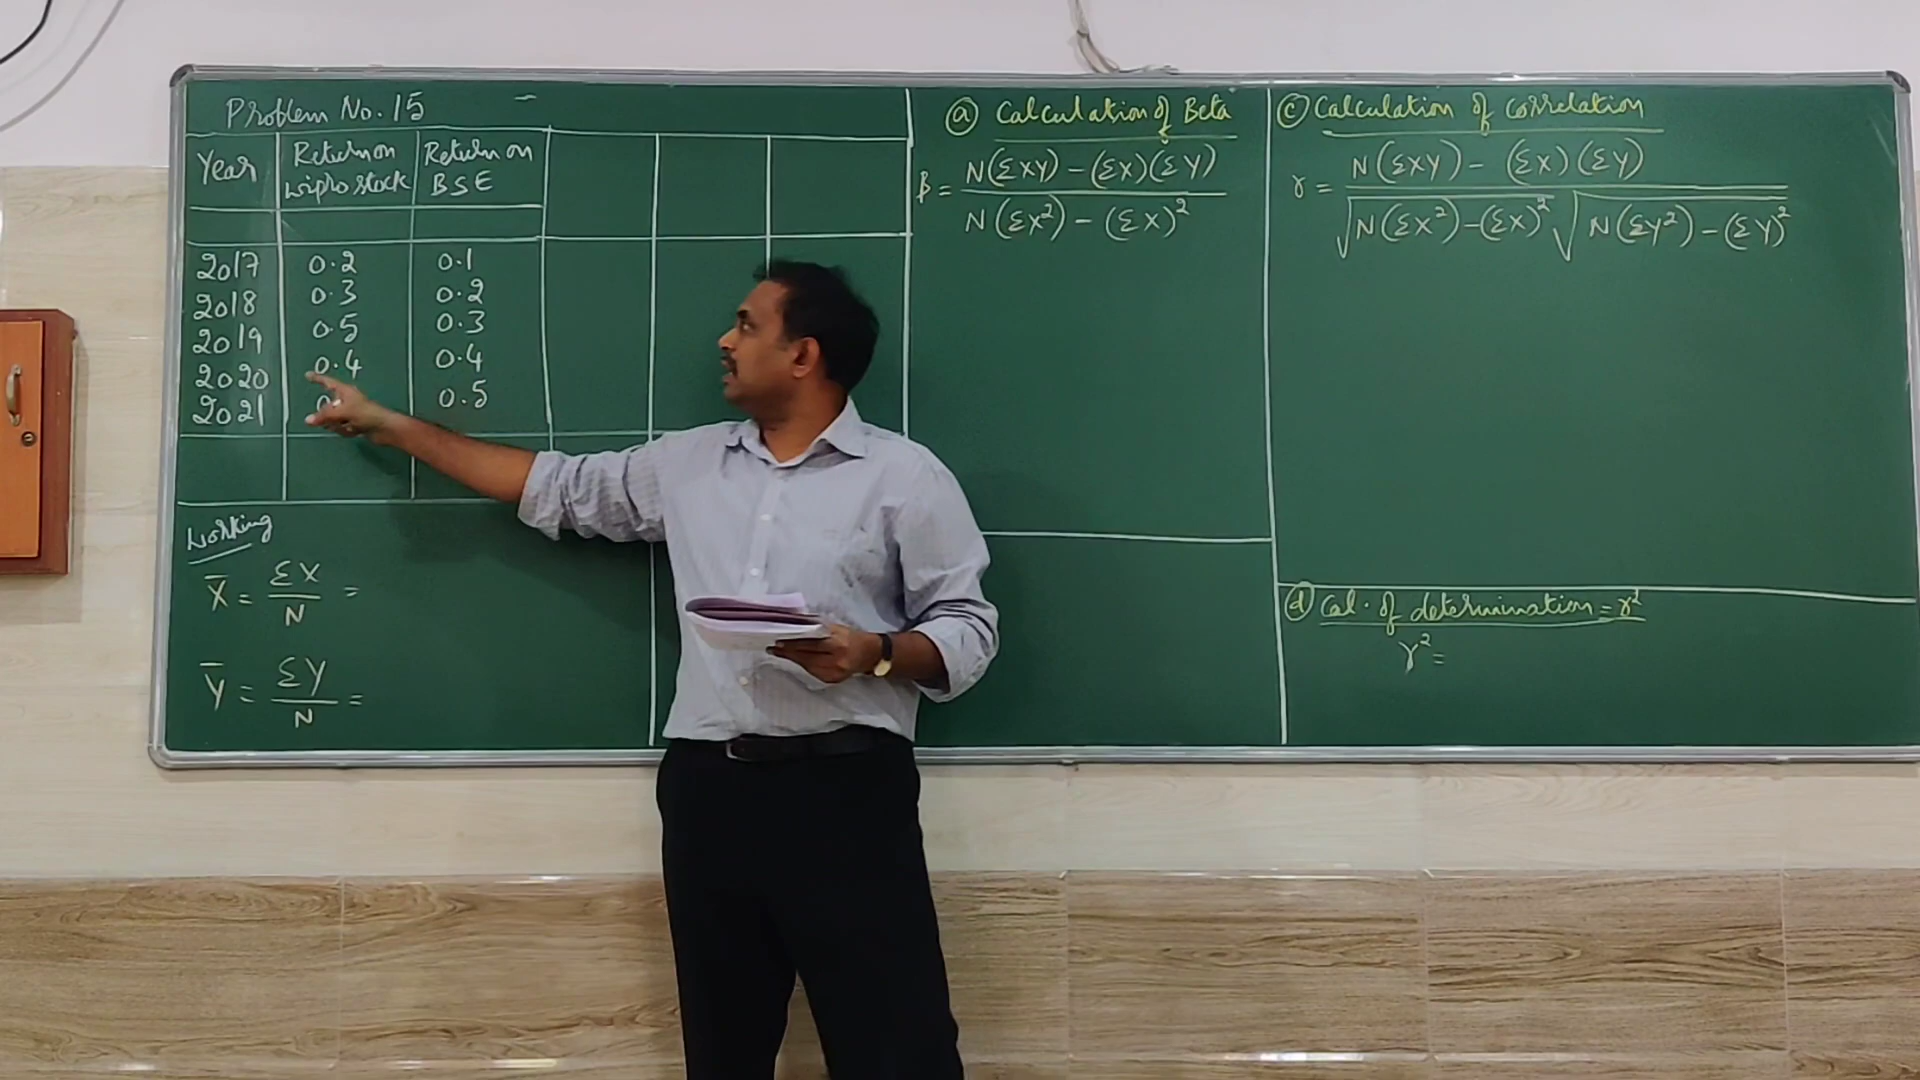 Problem No. 15
Year Return on Wipro stock Return on BSE
2017 0.2 0.1
2018 0.3 0.2
2019 0.5 0.3
2020 0.4 0.4
2021 0.5
Working
X̅ = ΣX / N =
Y̅ = ΣY / N =
ⓐ Calculation of Beta
β = N(ΣXY) – (ΣX)(ΣY) / N(ΣX²) – (ΣX)²
ⓒ Calculation of correlation
r = N(ΣXY) – (ΣX)(ΣY) / √N(ΣX²) – (ΣX)² √N(ΣY²) – (ΣY)²
ⓓ Cal. of determination = r²
r² =